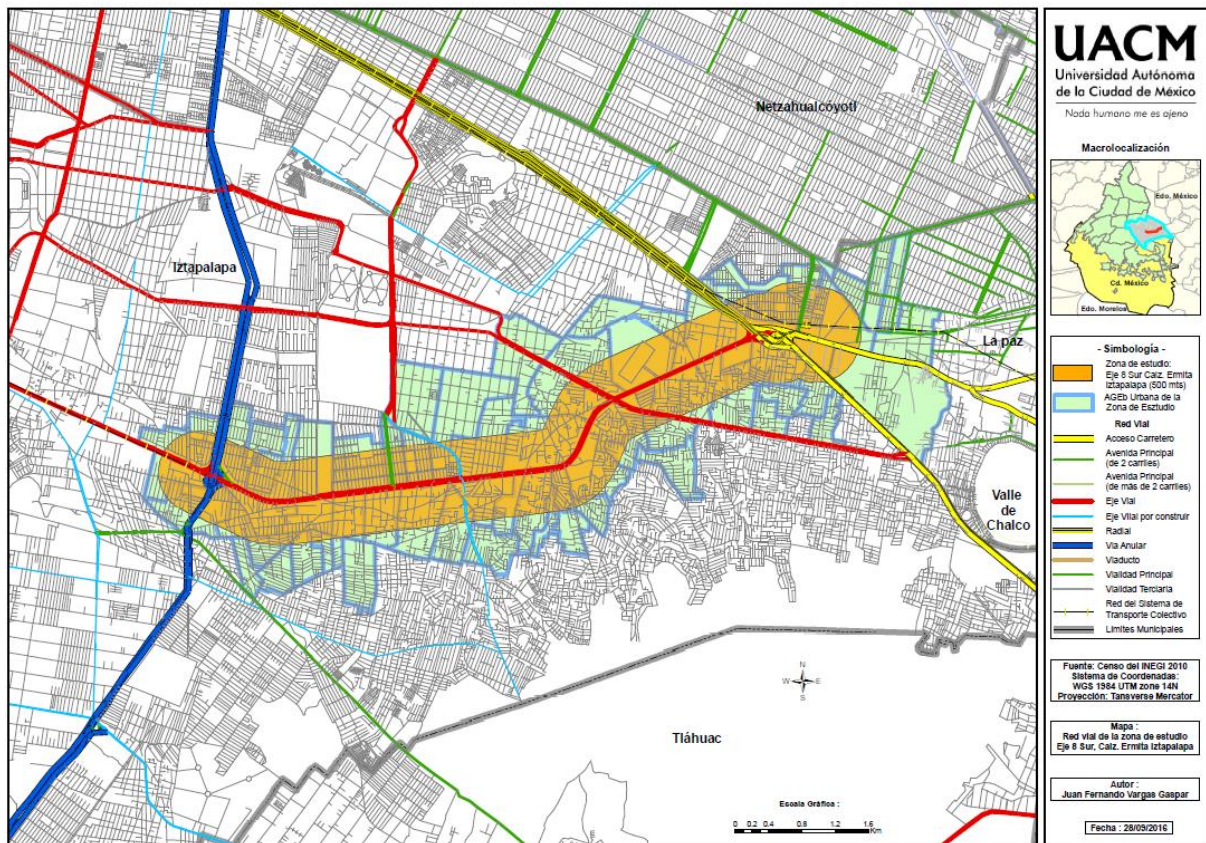 Netzahualcóyotl
Iztapalapa
La paz
Valle
de
Chalco
Tláhuac
N
W E
S
Escala Gráfica :
0 0.2 0.4 0.8 1.2 1.6
Km
UACM
Universidad Autónoma
de la Ciudad de México
Nada humano me es ajeno
Macrolocalización
Edo. México
Cd. México
Edo. Morelos
- Simbología -
Zona de estudio:
Eje 8 Sur Calz. Ermita
Iztapalapa (500 mts)
AGEb Urbana de la
Zona de Esztudio
Red Vial
Acceso Carretero
Avenida Principal
(de 2 carriles)
Avenida Principal
(de más de 2 carriles)
Eje Vial
Eje Vilal por construir
Radial
Via Anular
Viaducto
Vialidad Principal
Vialidad Terciaria
Red del Sistema de
Transporte Colectivo
Limites Municipales
Fuente: Censo del INEGI 2010
Sistema de Coordenadas:
WGS 1984 UTM zone 14N
Proyección: Tansverse Mercator
Mapa :
Red vial de la zona de estudio
Eje 8 Sur, Calz. Ermita Iztapalapa
Autor :
Juan Fernando Vargas Gaspar
Fecha : 28/09/2016